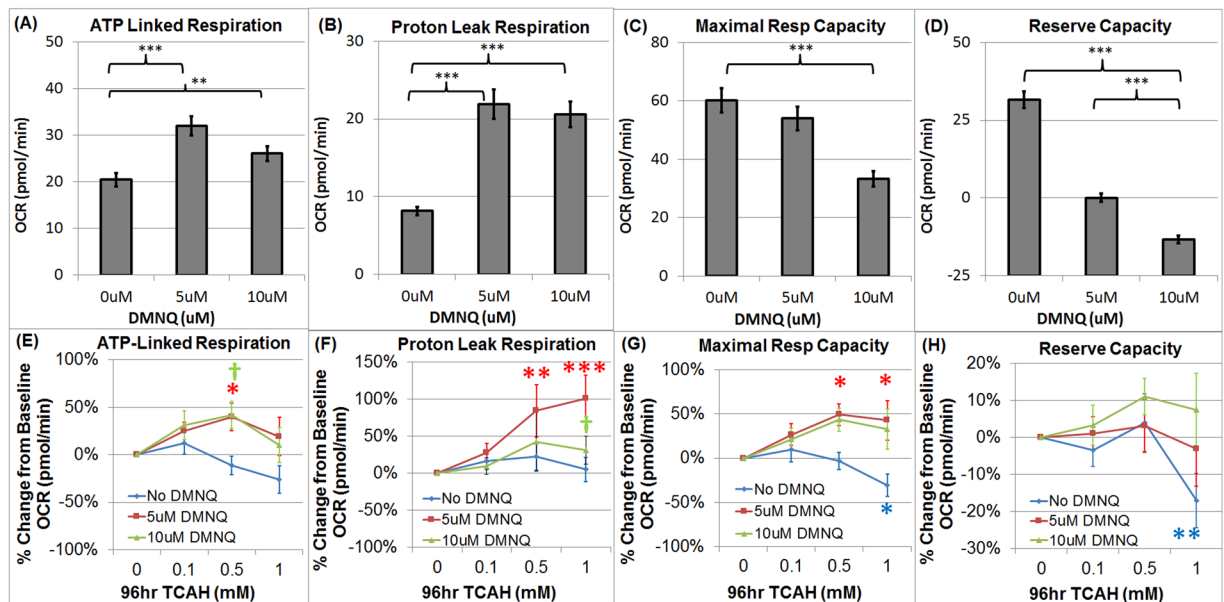 (A) ATP Linked Respiration
OCR (pmol/min)
50
40
30
20
10
0
***
**
0uM 5uM 10uM
DMNQ (uM)
(B) Proton Leak Respiration
OCR (pmol/min)
30
20
10
0
***
***
0uM 5uM 10uM
DMNQ (uM)
(C) Maximal Resp Capacity
OCR (pmol/min)
80
60
40
20
0
***
0uM 5uM 10uM
DMNQ (uM)
(D) Reserve Capacity
OCR (pmol/min)
50
25
0
-25
***
***
0uM 5uM 10uM
DMNQ (uM)
(E) ATP-Linked Respiration
% Change from Baseline
OCR (pmol/min)
100%
50%
0%
-50%
-100%
†
*
No DMNQ
5uM DMNQ
10uM DMNQ
0 0.1 0.5 1
96hr TCAH (mM)
(F) Proton Leak Respiration
% Change from Baseline
OCR (pmol/min)
150%
100%
50%
0%
-50%
-100%
**
***
†
No DMNQ
5uM DMNQ
10uM DMNQ
0 0.1 0.5 1
96hr TCAH (mM)
(G) Maximal Resp Capacity
% Change from Baseline
OCR (pmol/min)
100%
50%
0%
-50%
-100%
*
*
*
No DMNQ
5uM DMNQ
10uM DMNQ
0 0.1 0.5 1
96hr TCAH (mM)
(H) Reserve Capacity
% Change from Baseline
OCR (pmol/min)
20%
10%
0%
-10%
-20%
-30%
**
No DMNQ
5uM DMNQ
10uM DMNQ
0 0.1 0.5 1
96hr TCAH (mM)